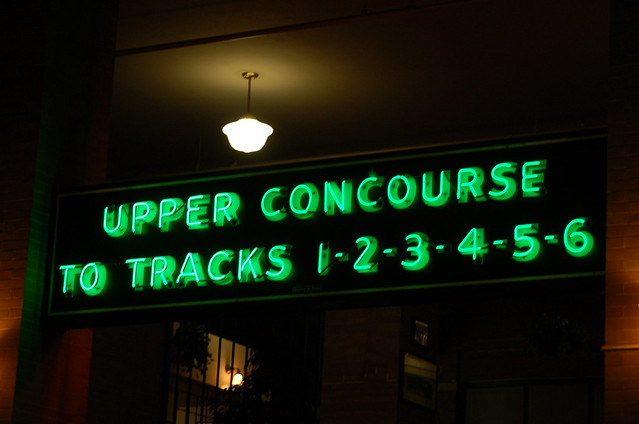 UPPER CONCOURSE
TO TRACKS 1-2-3-4-5-6